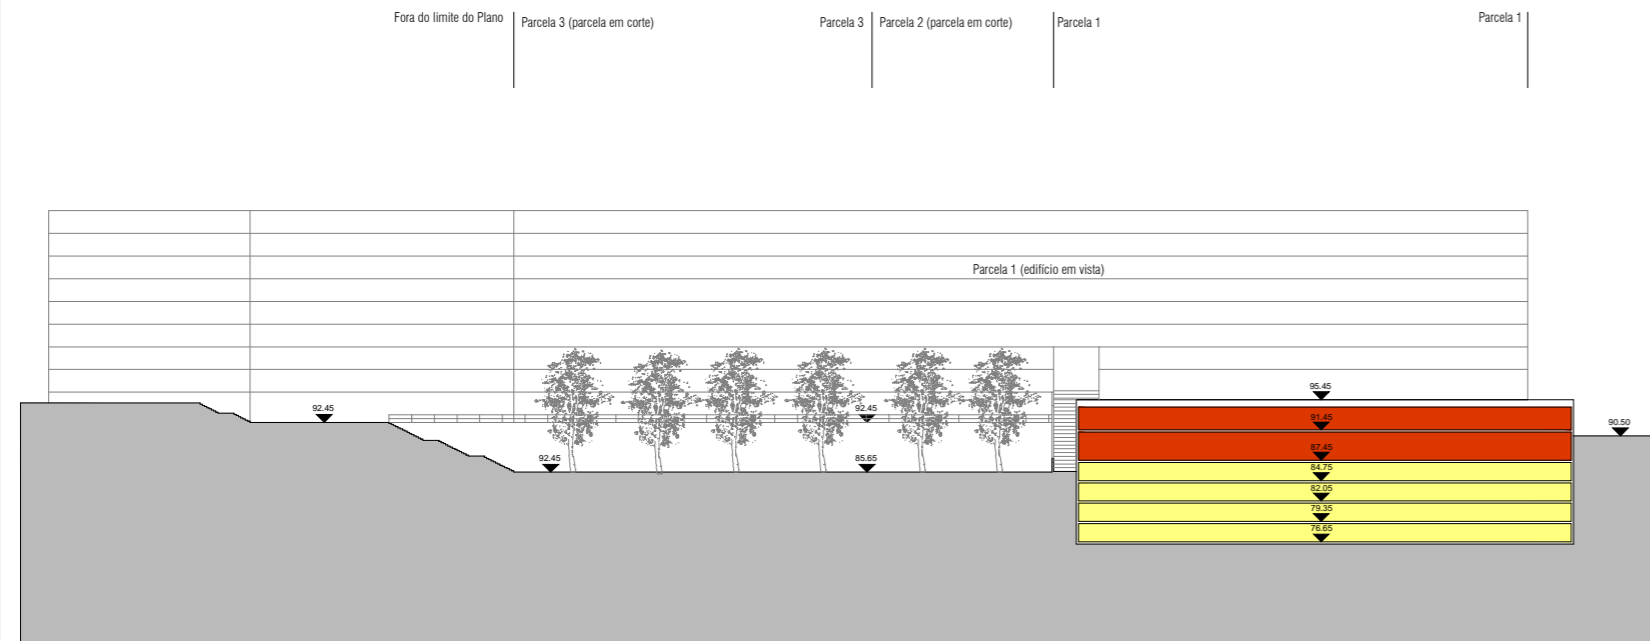 Fora do limite do Plano
Parcela 3 (parcela em corte)
Parcela 3
Parcela 2 (parcela em corte)
Parcela 1
Parcela 1
Parcela 1 (edifício em vista)
95.45
92.45
92.45
91.45
90.50
87.45
92.45
85.65
84.75
82.05
79.35
76.65